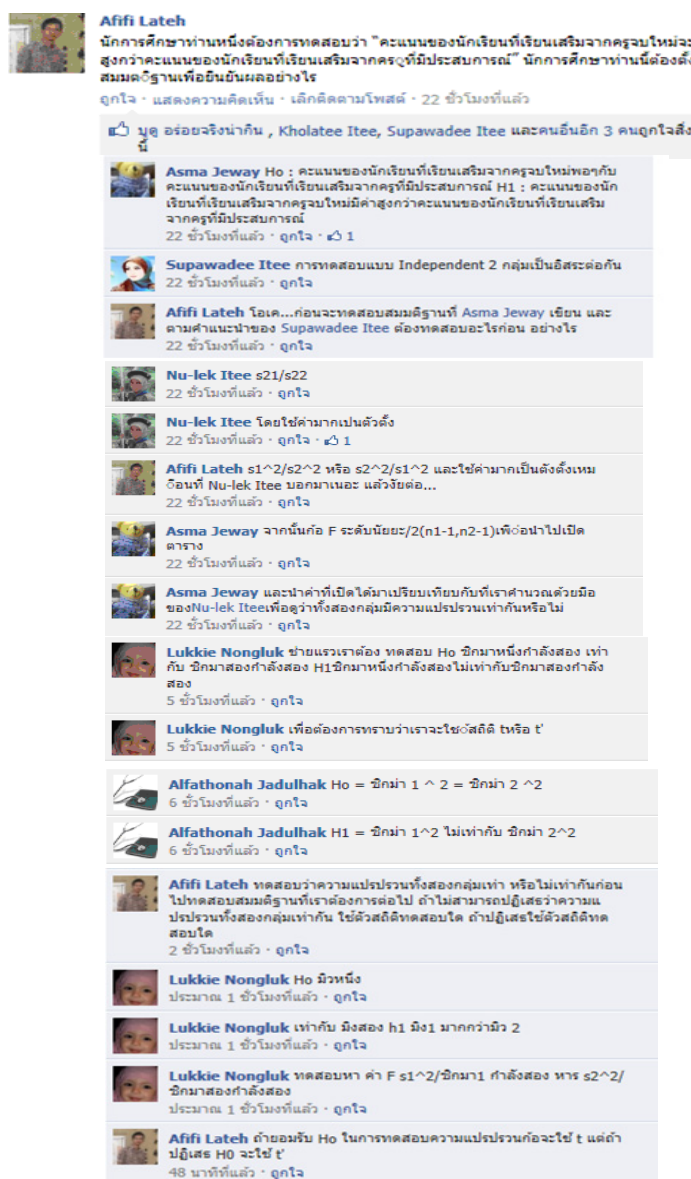 Afifi Lateh
นักการศึกษาท่านหนึ่งต้องการทดสอบว่า "คะแนนของนักเรียนที่เรียนเสริมจากครูจบใหม่จะ
สูงกว่าคะแนนของนักเรียนที่เรียนเสริมจากครูที่มีประสบการณ์" นักการศึกษาท่านนี้ต้องตั้ง
สมมติฐานเพื่อยืนยันผลอย่างไร
ถูกใจ · แสดงความคิดเห็น · เลิกติดตามโพสต์ · 22 ชั่วโมงที่แล้ว
บูดู อร่อยจริงน่ากิน , Kholatee Itee, Supawadee Itee และคนอื่นอีก 3 คนถูกใจสิ่ง
นี้
Asma Jeway Ho : คะแนนของนักเรียนที่เรียนเสริมจากครูจบใหม่พอๆกับ
คะแนนของนักเรียนที่เรียนเสริมจากครูที่มีประสบการณ์ H1 : คะแนนของนัก
เรียนที่เรียนเสริมจากครูจบใหม่มีค่าสูงกว่าคะแนนของนักเรียนที่เรียนเสริม
จากครูที่มีประสบการณ์
22 ชั่วโมงที่แล้ว · ถูกใจ · 1
Supawadee Itee การทดสอบแบบ Independent 2 กลุ่มเป็นอิสระต่อกัน
22 ชั่วโมงที่แล้ว · ถูกใจ
Afifi Lateh โอเค...ก่อนจะทดสอบสมมติฐานที่ Asma Jeway เขียน และ
ตามคำแนะนำของ Supawadee Itee ต้องทดสอบอะไรก่อน อย่างไร
22 ชั่วโมงที่แล้ว · ถูกใจ
Nu-lek Itee s21/s22
22 ชั่วโมงที่แล้ว · ถูกใจ
Nu-lek Itee โดยใช้ค่ามากเปนตัวตั้ง
22 ชั่วโมงที่แล้ว · ถูกใจ · 1
Afifi Lateh s1^2/s2^2 หรือ s2^2/s1^2 และใช้ค่ามากเป็นตังตั้งเหม
ือนที่ Nu-lek Itee บอกมาเนอะ แล้วงัยต่อ...
22 ชั่วโมงที่แล้ว · ถูกใจ
Asma Jeway จากนั้นก้อ F ระดับนัยยะ/2(n1-1,n2-1)เพื่อนำไปเปิด
ตาราง
22 ชั่วโมงที่แล้ว · ถูกใจ
Asma Jeway และนำค่าที่เปิดได้มาเปรียบเทียบกับที่เราคำนวณด้วยมือ
ของNu-lek Iteeเพื่อดูว่าทั้งสองกลุ่มมีความแปรปรวนเท่ากันหรือไม่
22 ชั่วโมงที่แล้ว · ถูกใจ
Lukkie Nongluk ช่ายแรวเราต้อง ทดสอบ Ho ซิกมาหนึ่งกำลังสอง เท่า
กับ ซิกมาสองกำลังสอง H1ซิกมาหนึ่งกำลังสองไม่เท่ากับซิกมาสองกำลัง
สอง
5 ชั่วโมงที่แล้ว · ถูกใจ
Lukkie Nongluk เพื่อต้องการทราบว่าเราจะใช้สถิติ tหรือ t'
5 ชั่วโมงที่แล้ว · ถูกใจ
Alfathonah Jadulhak Ho = ซิกม่า 1 ^ 2 = ซิกม่า 2 ^2
6 ชั่วโมงที่แล้ว · ถูกใจ
Alfathonah Jadulhak H1 = ซิกม่า 1^2 ไม่เท่ากับ ซิกม่า 2^2
6 ชั่วโมงที่แล้ว · ถูกใจ
Afifi Lateh ทดสอบว่าความแปรปรวนทั้งสองกลุ่มเท่า หรือไม่เท่ากันก่อน
ไปทดสอบสมมติฐานที่เราต้องการต่อไป ถ้าไม่สามารถปฏิเสธว่าความแ
ปรปรวนทั้งสองกลุ่มเท่ากัน ใช้ตัวสถิติทดสอบใด ถ้าปฏิเสธใช้ตัวสถิติทด
สอบใด
2 ชั่วโมงที่แล้ว · ถูกใจ
Lukkie Nongluk Ho มิวหนึ่ง
ประมาณ 1 ชั่วโมงที่แล้ว · ถูกใจ
Lukkie Nongluk เท่ากับ มิงสอง h1 มิง1 มากกว่ามิว 2
ประมาณ 1 ชั่วโมงที่แล้ว · ถูกใจ
Lukkie Nongluk ทดสอบหา ค่า F s1^2/ซิกมา1 กำลังสอง หาร s2^2/
ซิกมาสองกำลังสอง
ประมาณ 1 ชั่วโมงที่แล้ว · ถูกใจ
Afifi Lateh ถ้ายอมรับ Ho ในการทดสอบความแปรปรวนก้อจะใช้ t แต่ถ้า
ปฏิเสธ H0 จะใช้ t'
48 นาทีที่แล้ว · ถูกใจ